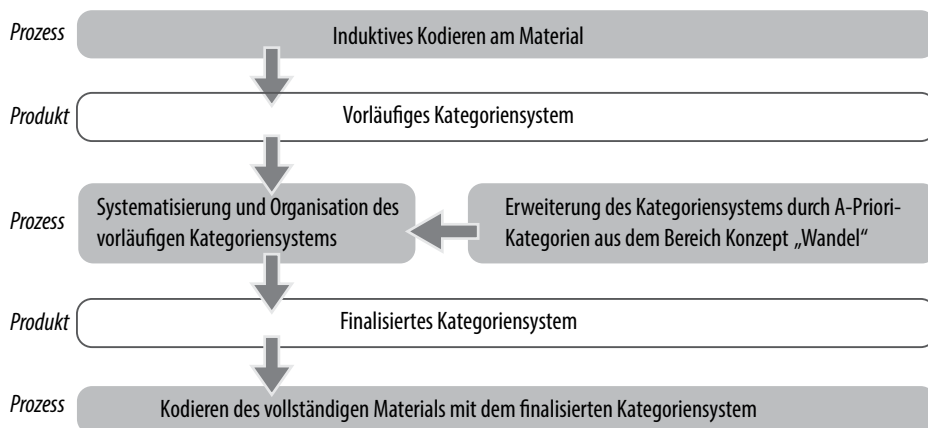 Prozess
Induktives Kodieren am Material
Produkt
Vorläufiges Kategoriensystem
Prozess
Systematisierung und Organisation des
vorläufigen Kategoriensystems
Erweiterung des Kategoriensystems durch A-Priori-
Kategorien aus dem Bereich Konzept „Wandel“
Produkt
Finalisiertes Kategoriensystem
Prozess
Kodieren des vollständigen Materials mit dem finalisierten Kategoriensystem